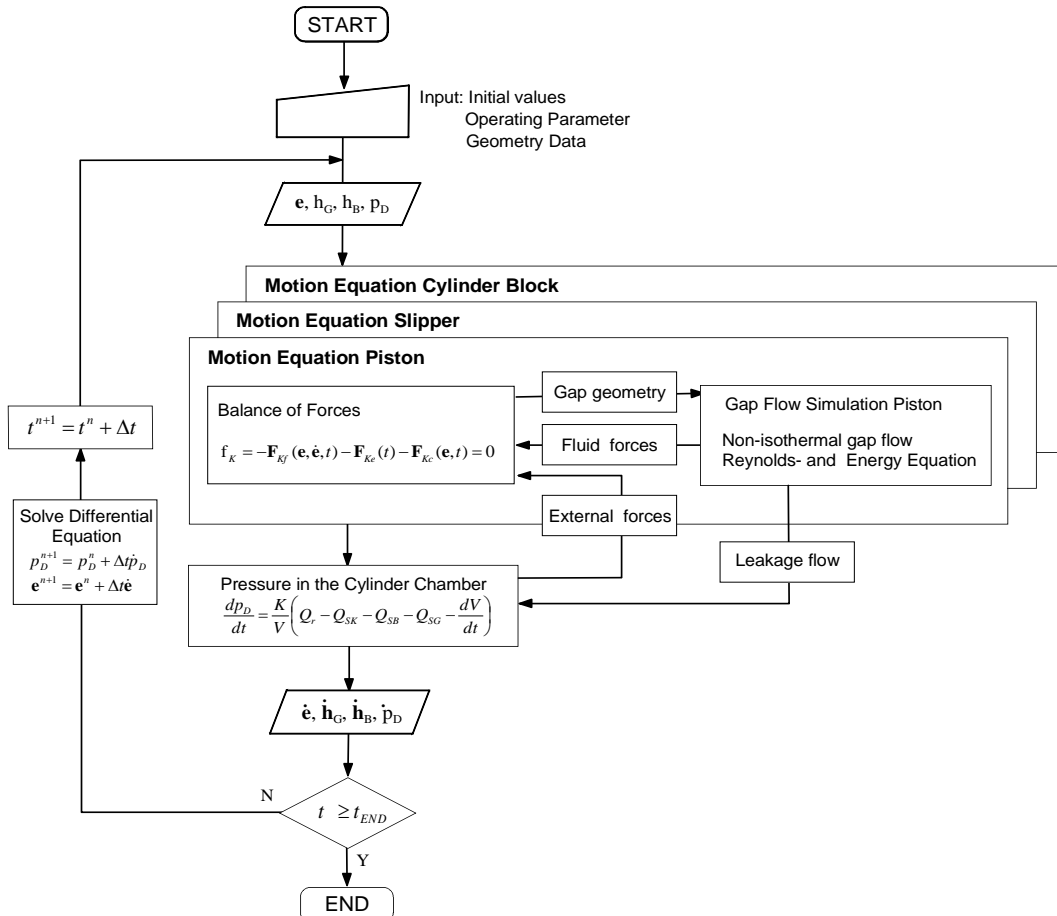 START
Input: Initial values
Operating Parameter
Geometry Data
e, h_G, h_B, p_D
Motion Equation Cylinder Block
Motion Equation Slipper
Motion Equation Piston
Balance of Forces
f_K = −F_Kf(e, ė, t) − F_Ke(t) − F_Kc(e, t) = 0
Gap geometry
Fluid forces
External forces
Gap Flow Simulation Piston
Non-isothermal gap flow
Reynolds- and Energy Equation
Leakage flow
Pressure in the Cylinder Chamber
dp_D/dt = K/V (Q_r − Q_SK − Q_SB − Q_SG − dV/dt)
ė, ḣ_G, ḣ_B, ṗ_D
t ≥ t_END
N
Y
END
Solve Differential
Equation
p_D^{n+1} = p_D^n + Δtṗ_D
e^{n+1} = e^n + Δtė
t^{n+1} = t^n + Δt